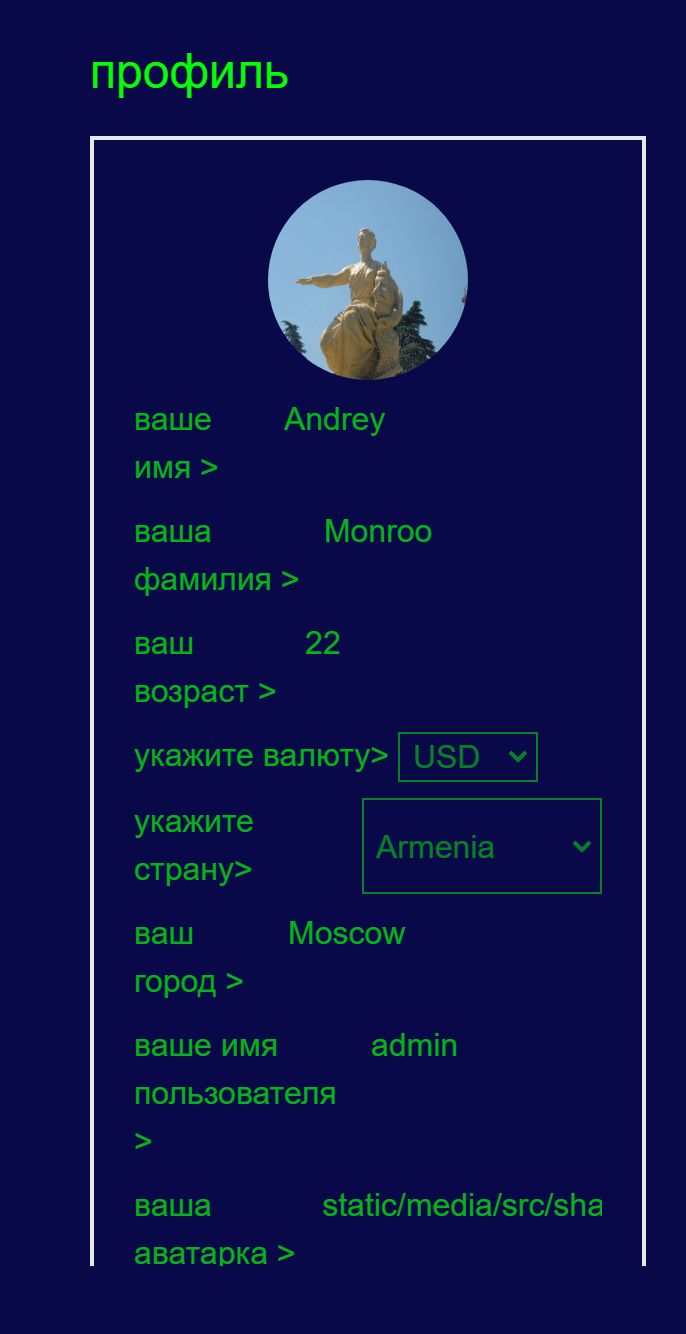 профиль
ваше Andrey
имя >
ваша Monroo
фамилия >
ваш 22
возраст >
укажите валюту> USD
укажите
страну> Armenia
ваш Moscow
город >
ваше имя admin
пользователя
>
ваша static/media/src/sha
аватарка >